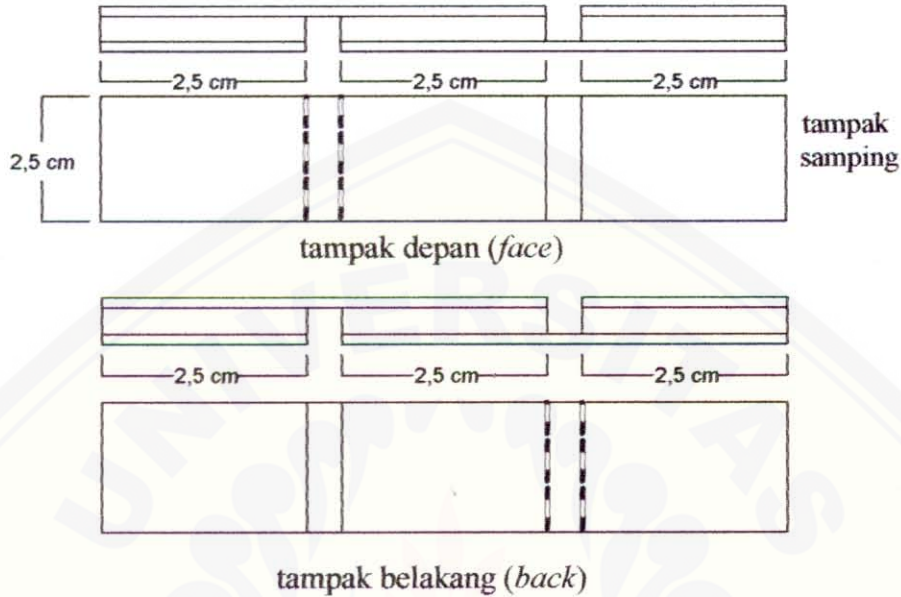 2,5 cm 2,5 cm 2,5 cm
2,5 cm
tampak
samping
tampak depan (face)
2,5 cm 2,5 cm 2,5 cm
tampak belakang (back)
UNIVERSITAS